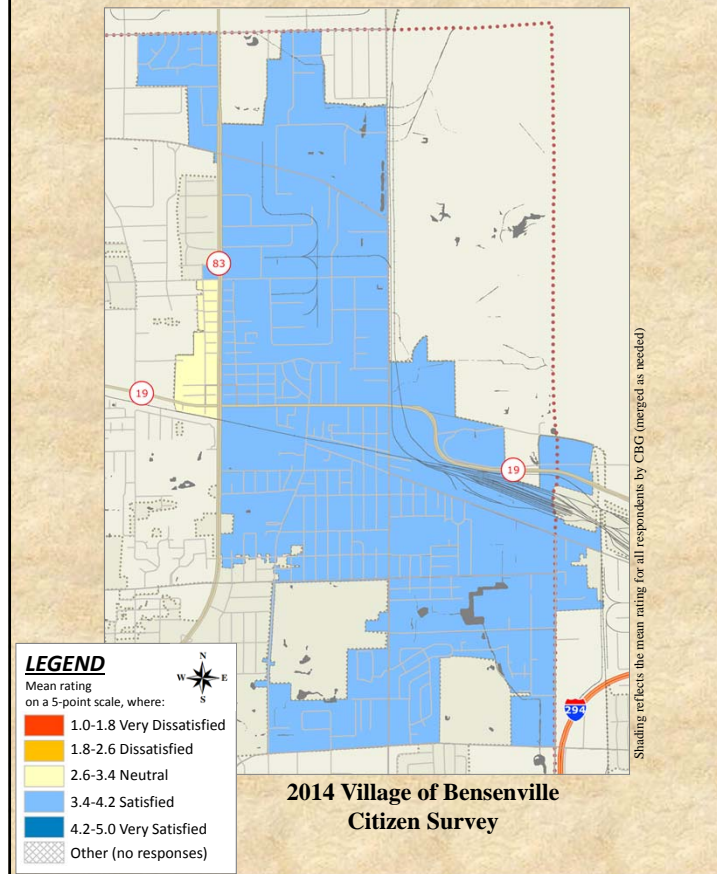 83
19
19
294
Shading reflects the mean rating for all respondents by CBG (merged as needed)
LEGEND
Mean rating
on a 5-point scale, where:
N
W E
S
1.0-1.8 Very Dissatisfied
1.8-2.6 Dissatisfied
2.6-3.4 Neutral
3.4-4.2 Satisfied
4.2-5.0 Very Satisfied
Other (no responses)
2014 Village of Bensenville
Citizen Survey